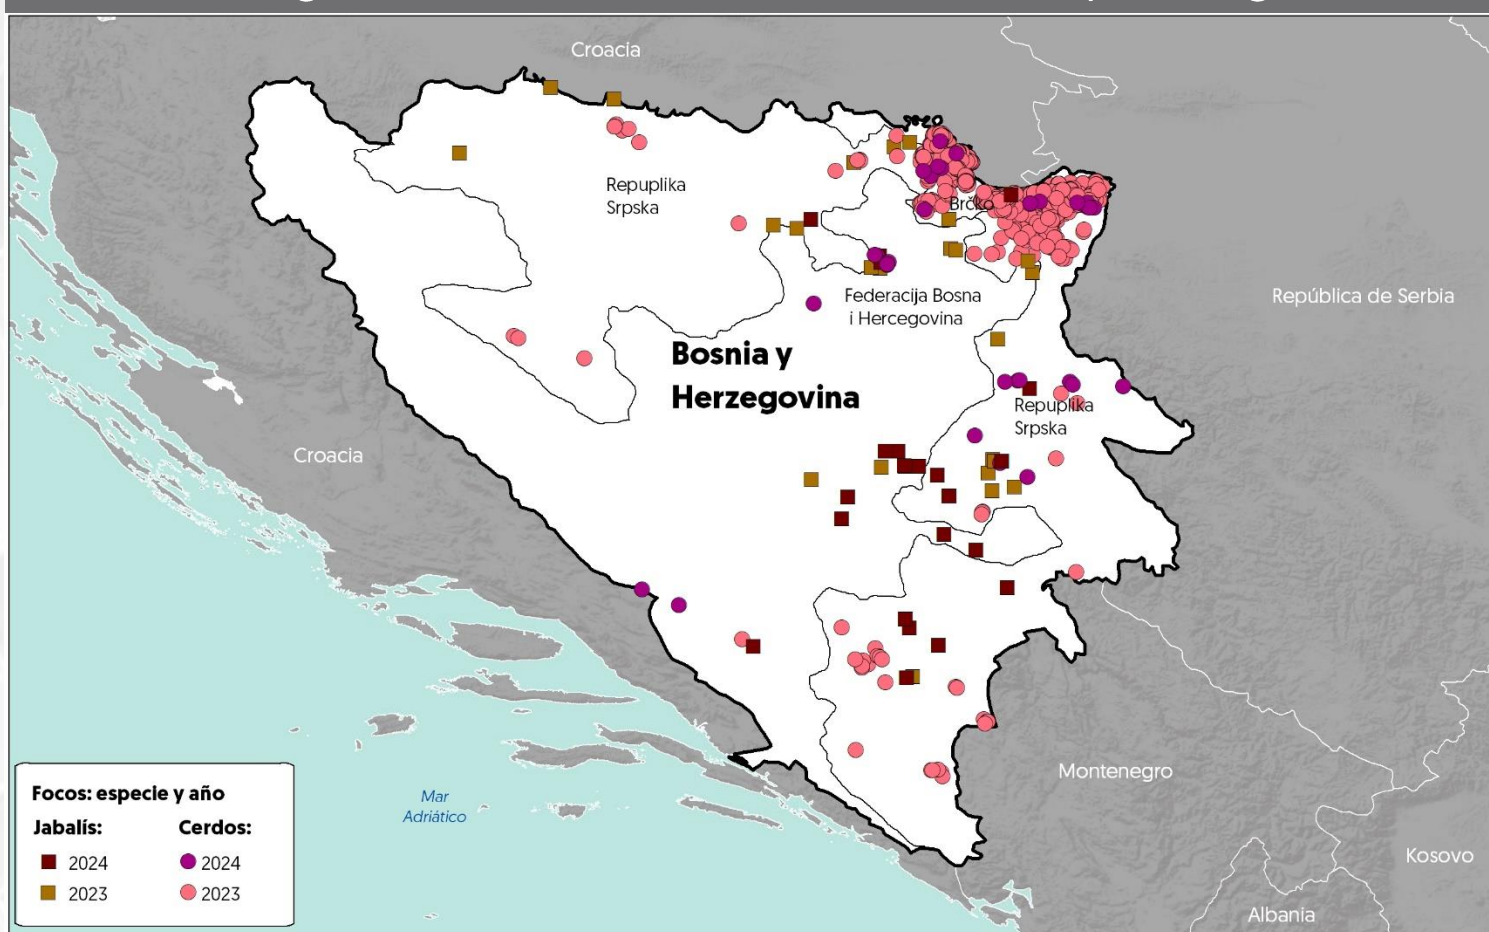 Croacia
Repuplika
Srpska
Brčko
Federacija Bosna
i Hercegovina
República de Serbia
Bosnia y
Herzegovina
Repuplika
Srpska
Croacia
Montenegro
Mar
Adriático
Kosovo
Albania
Focos: especie y año
Jabalís: Cerdos:
2024 2024
2023 2023